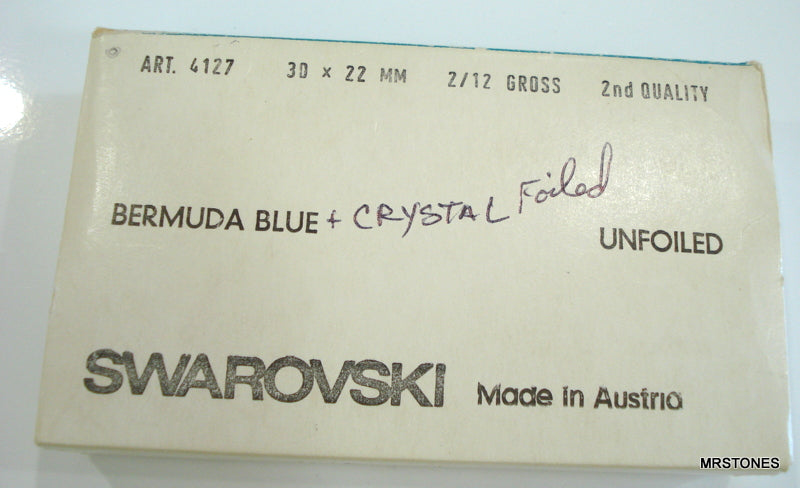 ART. 4127 30 x 22 MM 2/12 GROSS 2nd QUALITY
BERMUDA BLUE + CRYSTAL Foiled
UNFOILED
SWAROVSKI Made in Austria
MRSTONES